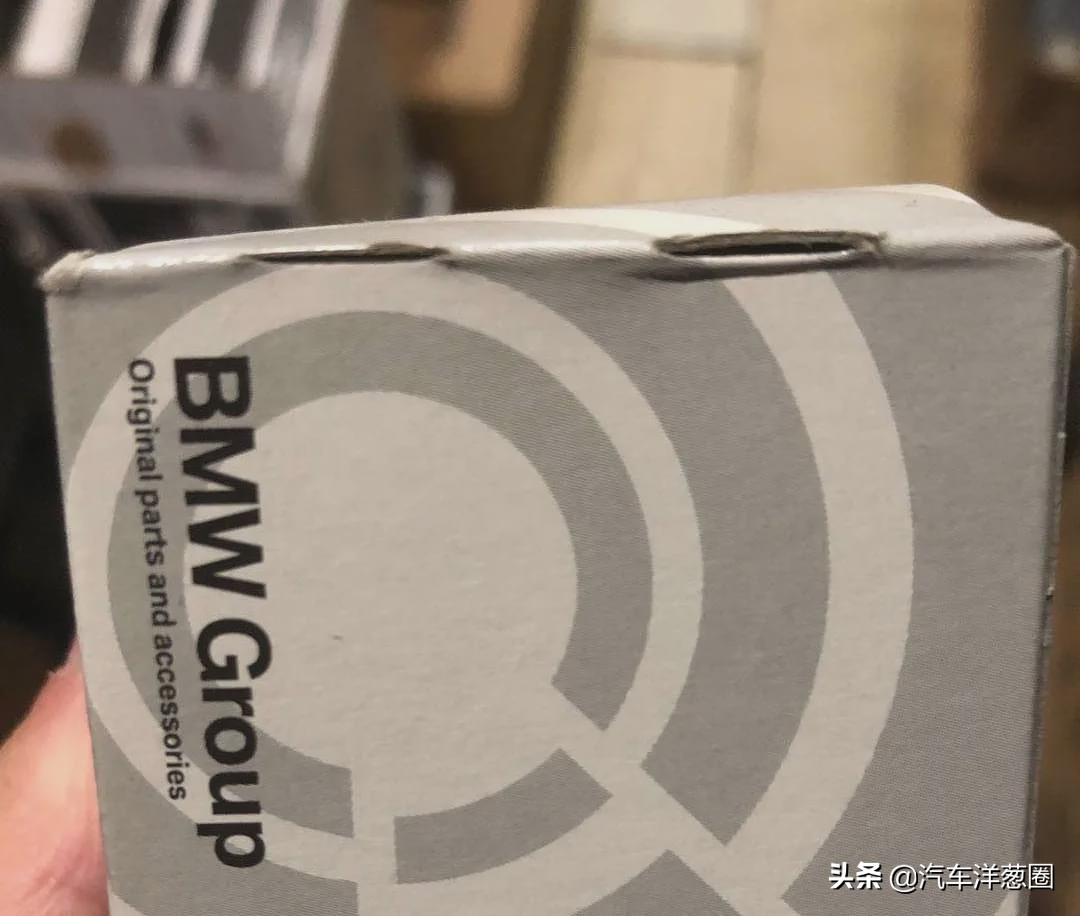 BMW Group
Original parts and accessories
头条 @汽车洋葱圈